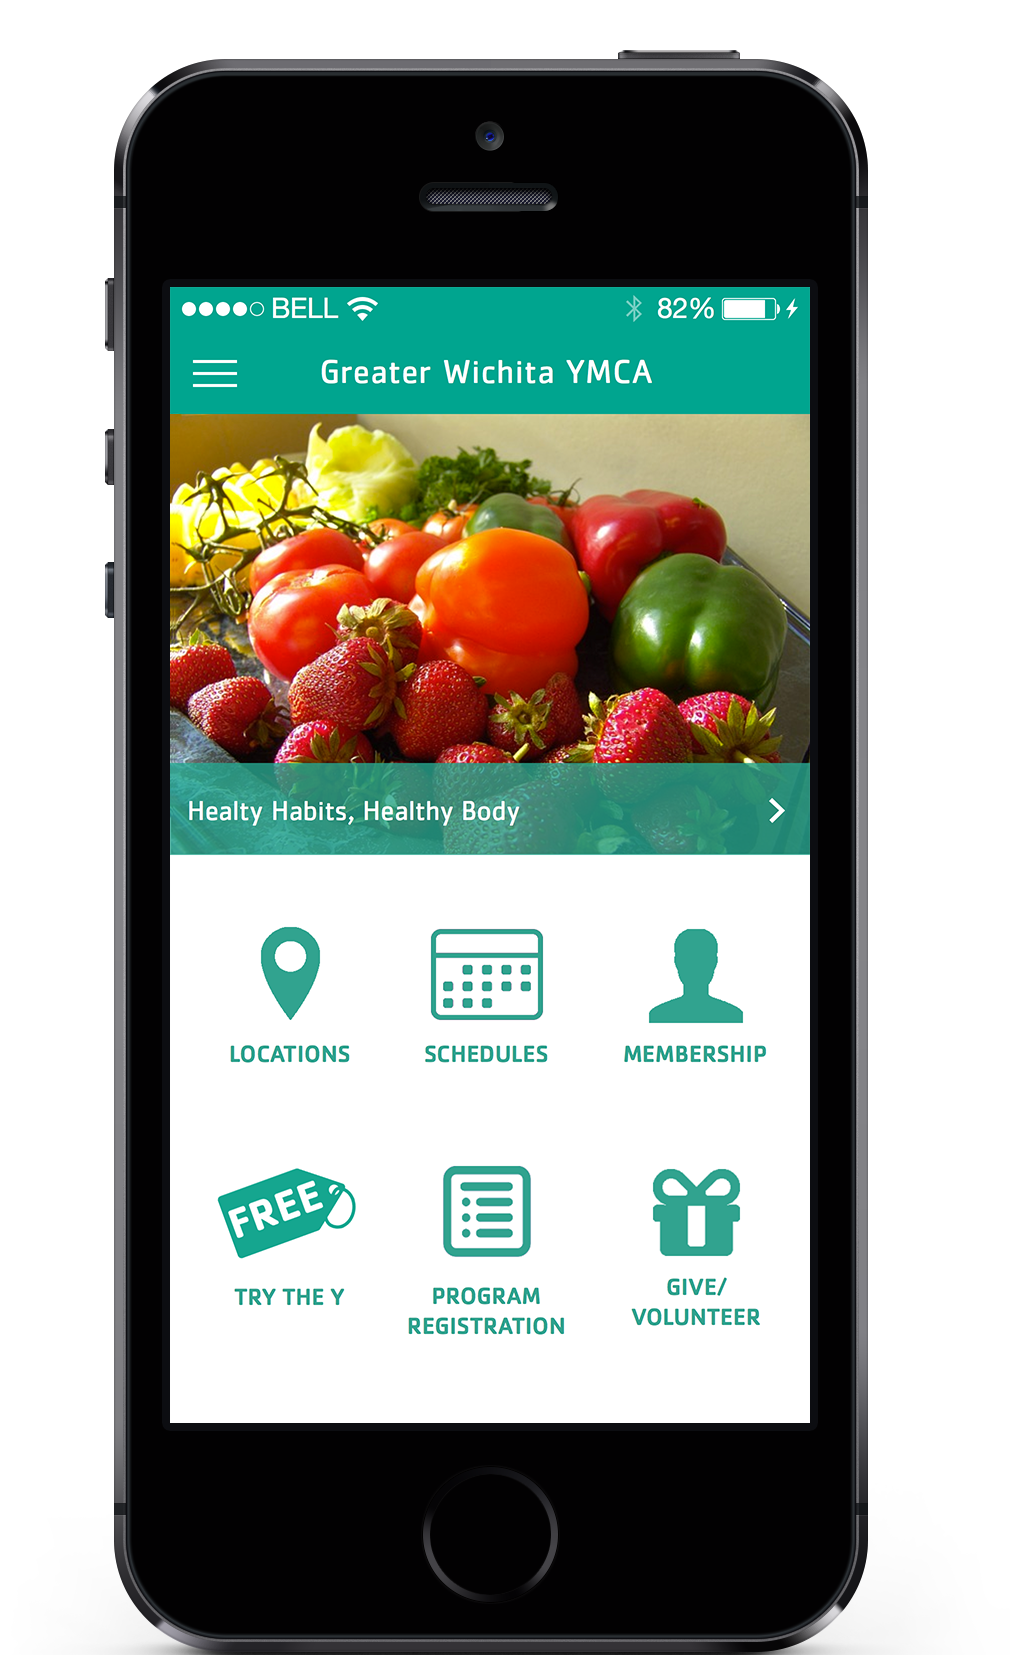 BELL 82%
Greater Wichita YMCA
Healty Habits, Healthy Body
LOCATIONS SCHEDULES MEMBERSHIP
FREE
TRY THE Y PROGRAM REGISTRATION GIVE/ VOLUNTEER